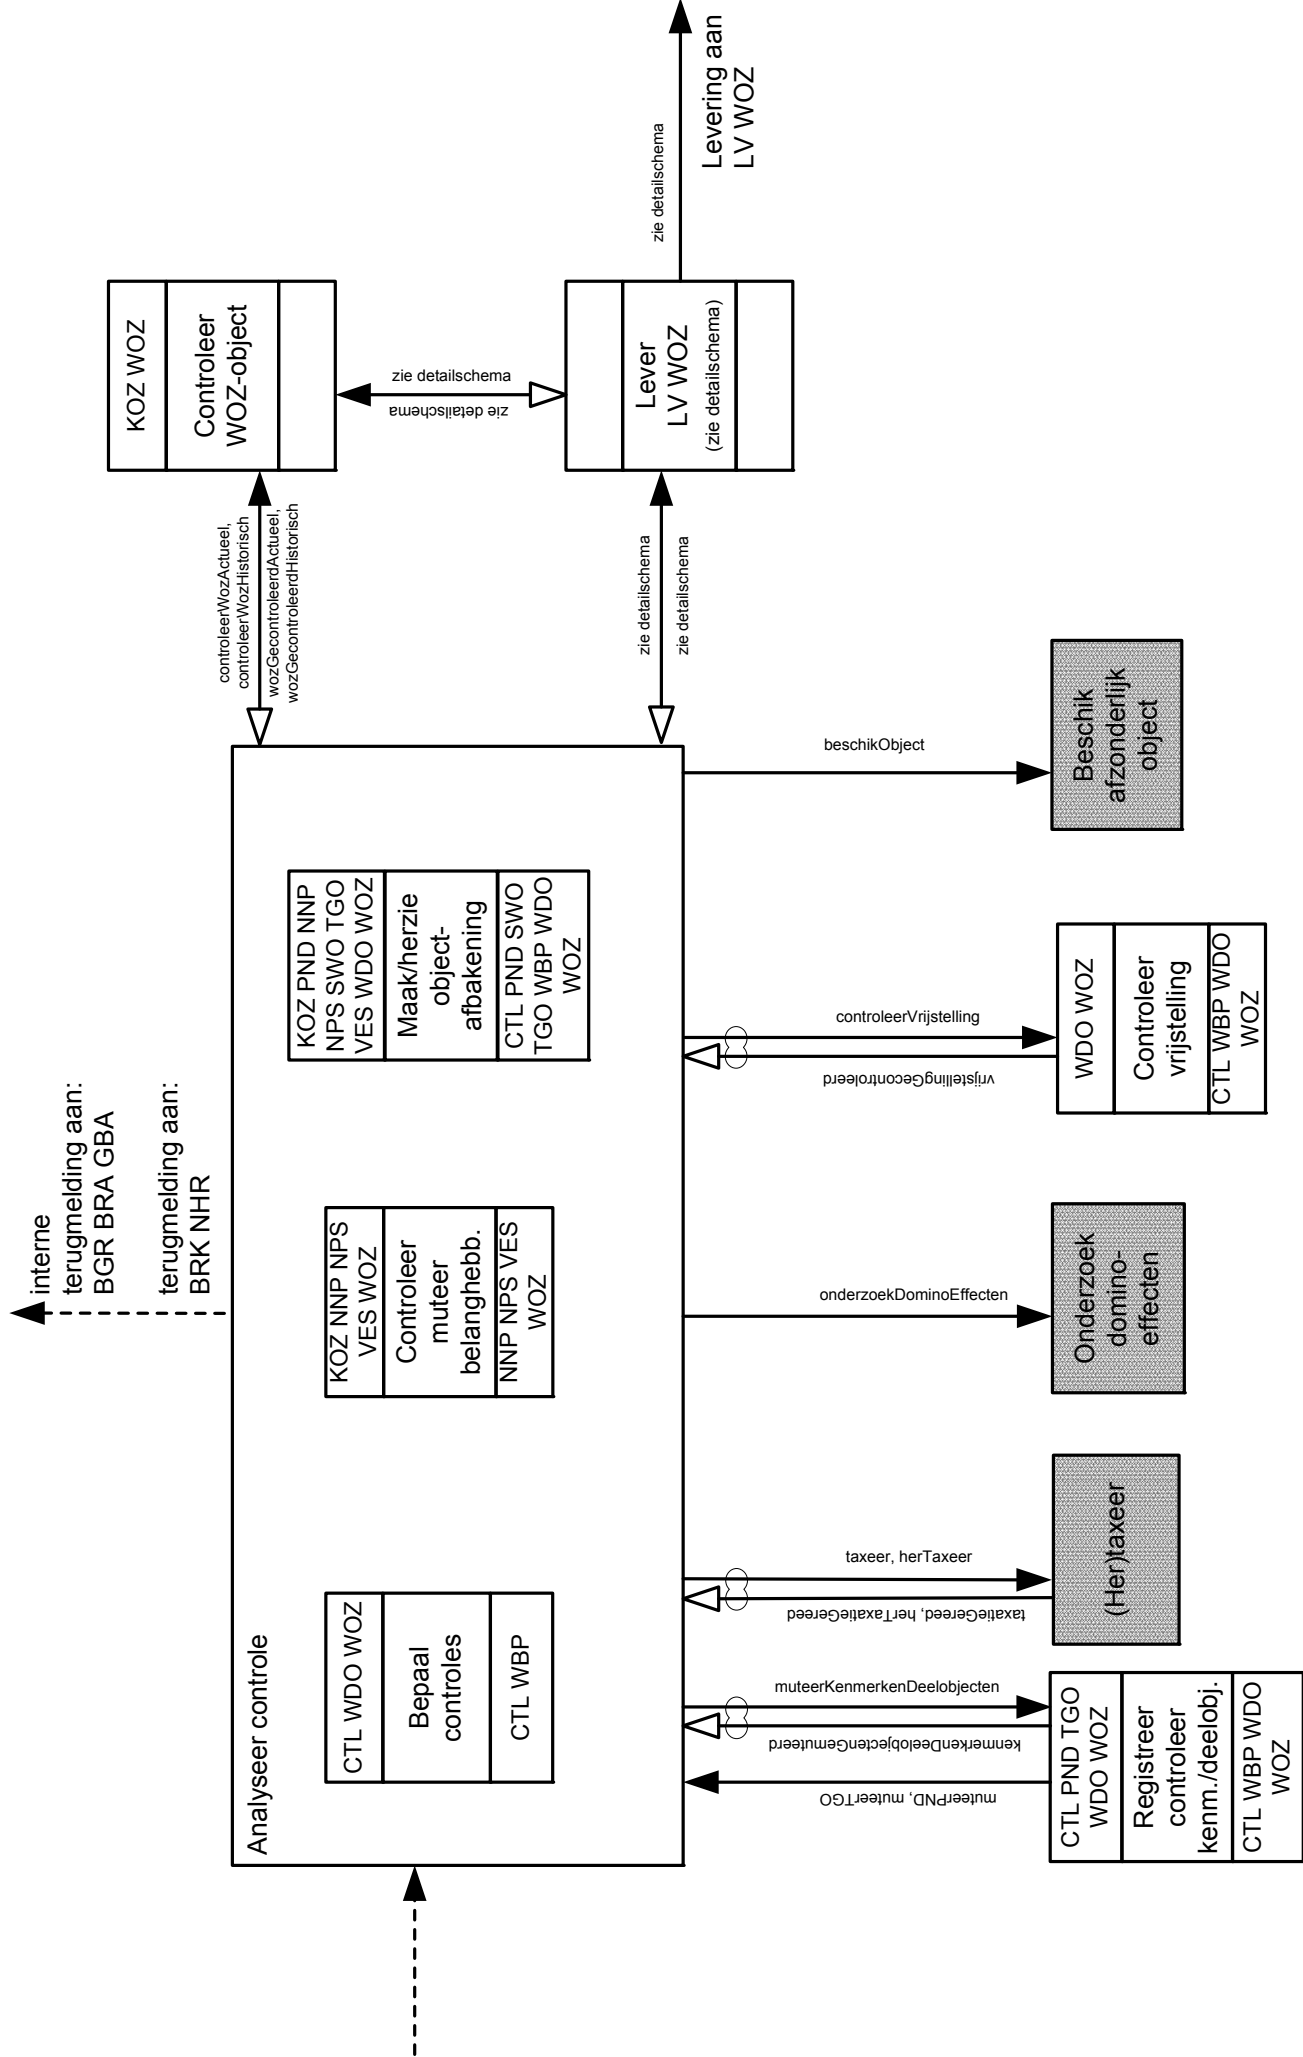 interne
terugmelding aan:
BGR BRA GBA
terugmelding aan:
BRK NHR
Analyseer controle
CTL WDO WOZ
Bepaal
controles
CTL WBP
KOZ NNP NPS
VES WOZ
Controleer
muteer
belanghebb.
NNP NPS VES
WOZ
KOZ PND NNP
NPS SWO TGO
VES WDO WOZ
Maak/herzie
object-
afbakening
CTL PND SWO
TGO WBP WDO
WOZ
controleerWozActueel,
controleerWozHistorisch
wozGecontroleerdActueel,
wozGecontroleerdHistorisch
KOZ WOZ
Controleer
WOZ-object
zie detailschema
zie detailschema
zie detailschema
zie detailschema
Lever
LV WOZ
(zie detailschema)
zie detailschema
Levering aan
LV WOZ
muteerPND, muteerTGO
kenmerkenDeelobjectenGemuteerd
muteerKenmerkenDeelobjecten
CTL PND TGO
WDO WOZ
Registreer
controleer
kenm./deelobj.
CTL WBP WDO
WOZ
taxatieGereed, herTaxatieGereed
taxeer, herTaxeer
(Her)taxeer
onderzoekDominoEffecten
Onderzoek
domino-
effecten
vrijstellingGecontroleerd
controleerVrijstelling
WDO WOZ
Controleer
vrijstelling
CTL WBP WDO
WOZ
beschikObject
Beschik
afzonderlijk
object